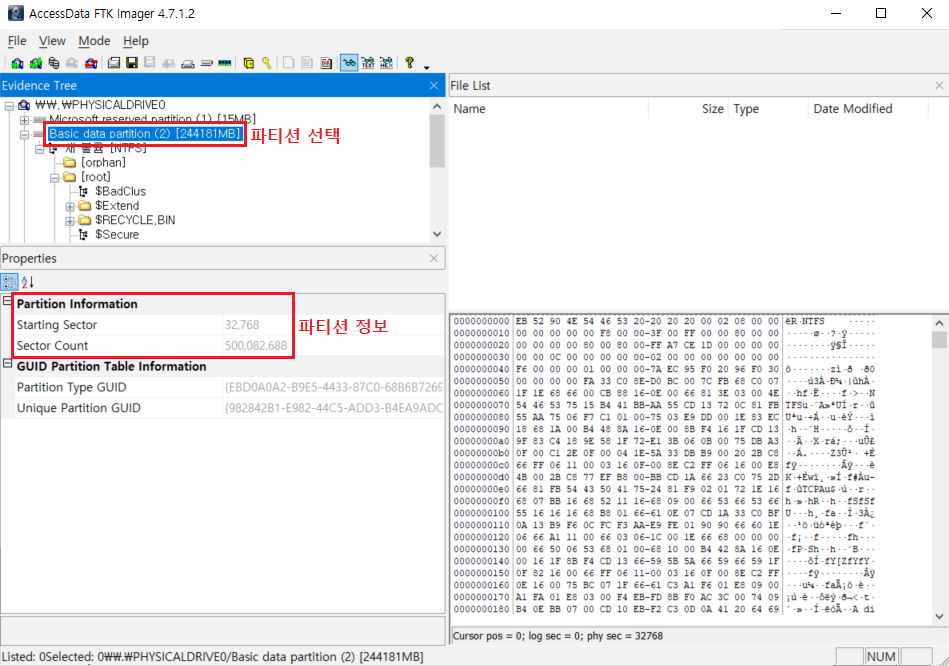 AccessData FTK Imager 4.7.1.2
File View Mode Help
Evidence Tree
₩₩.₩PHYSICALDRIVE0
Microsoft reserved partition (1) [15MB]
Basic data partition (2) [244181MB] 파티션 선택
새 볼륨 [NTFS]
[orphan]
[root]
$BadClus
$Extend
$RECYCLE.BIN
$Secure
Properties
Partition Information
Starting Sector 32,768
Sector Count 500,082,688
파티션 정보
GUID Partition Table Information
Partition Type GUID {EBD0A0A2-B9E5-4433-87C0-68B6B7269
Unique Partition GUID {982842B1-E982-44C5-ADD3-B4EA9ADC
File List
Name Size Type Date Modified
0000000000 EB 52 90 4E 54 46 53 20-20 20 20 00 02 08 00 00 ëR·NTFS
0000000010 00 00 00 00 00 F8 00 00-3F 00 FF 00 00 80 00 00
0000000020 00 00 00 00 80 00 80 00-FF A7 CE 1D 00 00 00 00
0000000030 00 00 0C 00 00 00 00 00-02 00 00 00 00 00 00 00
0000000040 F6 00 00 00 01 00 00 00-7A EC 95 F0 20 96 F0 30
0000000050 00 00 00 00 FA 33 C0 8E-D0 BC 00 7C FB 68 C0 07
0000000060 1F 1E 68 66 00 CB 88 16-0E 00 66 81 3E 03 00 4E
0000000070 54 46 53 75 15 B4 41 BB-AA 55 CD 13 72 0C 81 FB
0000000080 55 AA 75 06 F7 C1 01 00-75 03 E9 DD 00 1E 83 EC
0000000090 18 68 1A 00 B4 48 8A 16-0E 00 8B F4 16 1F CD 13
00000000a0 9F 83 C4 18 9E 58 1F 72-E1 3B 06 0B 00 75 DB A3
00000000b0 0F 00 C1 2E 0F 00 04 1E-5A 33 DB B9 00 20 2B C8
00000000c0 66 FF 06 11 00 03 16 0F-00 8E C2 FF 06 16 00 E8
00000000d0 4B 00 2B C8 77 EF B8 00-BB CD 1A 66 23 C0 75 2D
00000000e0 66 81 FB 54 43 50 41 75-24 81 F9 02 01 72 1E 16
00000000f0 68 07 BB 16 68 52 11 16-68 09 00 66 53 66 53 66
0000000100 55 16 16 16 68 B8 01 66-61 0E 07 CD 1A 33 C0 BF
0000000110 0A 13 B9 F6 0C FC F3 AA-E9 FE 01 90 90 66 60 1E
0000000120 06 66 A1 11 00 66 03 06-1C 00 1E 66 68 00 00 00
0000000130 00 66 50 06 53 68 01 00-68 10 00 B4 42 8A 16 0E
0000000140 00 16 1F 8B F4 CD 13 66-59 5B 5A 66 59 66 59 1F
0000000150 0F 82 16 00 66 FF 06 11-00 03 16 0F 00 8E C2 FF
0000000160 0E 16 00 75 BC 07 1F 66-61 C3 A1 F6 01 E8 09 00
0000000170 A1 FA 01 E8 03 00 F4 EB-FD 8B F0 AC 3C 00 74 09
0000000180 B4 0E BB 07 00 CD 10 EB-F2 C3 0D 0A 41 20 64 69
Cursor pos = 0; log sec = 0; phy sec = 32768
Listed: 0 Selected: 0 ₩₩.₩PHYSICALDRIVE0/Basic data partition (2) [244181MB] NUM